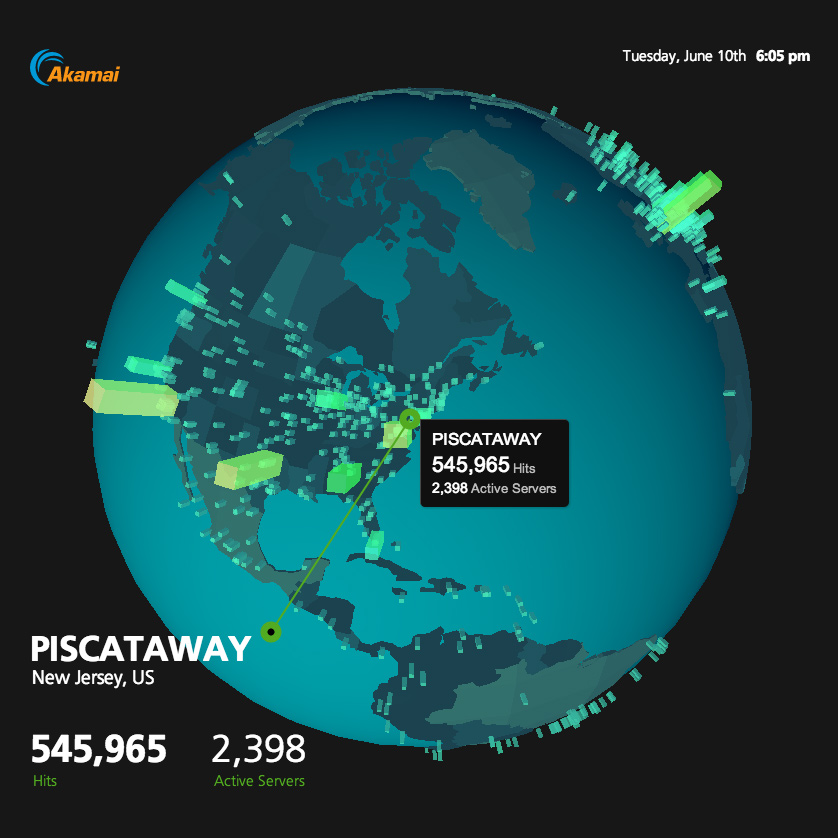 Akamai
Tuesday, June 10th 6:05 pm
PISCATAWAY
545,965 Hits
2,398 Active Servers
PISCATAWAY
New Jersey, US
545,965 2,398
Hits Active Servers